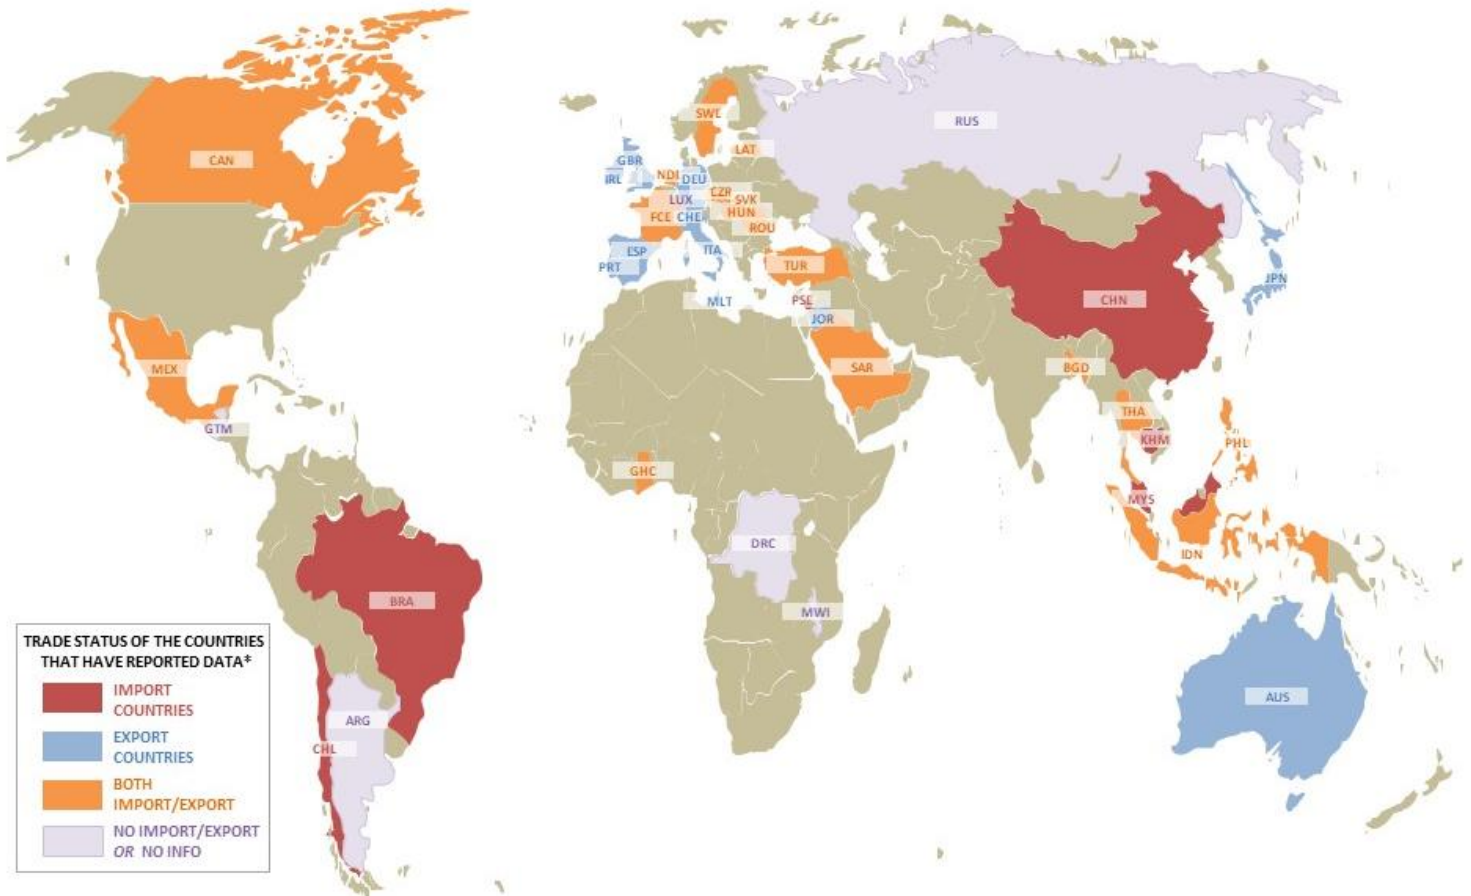 SWL
RUS
LAT
CAN
GBR
IRL
NDL
DEU
CZR
LUX
SVK
HUN
FCE
CHE
ROU
ESP
ITA
PRT
TUR
JPN
MLT
PSE
CHN
JOR
MEX
SAR
BGD
GTM
THA
KHM
PHL
GHC
MYS
DRC
IDN
BRA
MWI
AUS
ARG
CHL
TRADE STATUS OF THE COUNTRIES
THAT HAVE REPORTED DATA‡
IMPORT
COUNTRIES
EXPORT
COUNTRIES
BOTH
IMPORT/EXPORT
NO IMPORT/EXPORT
OR NO INFO